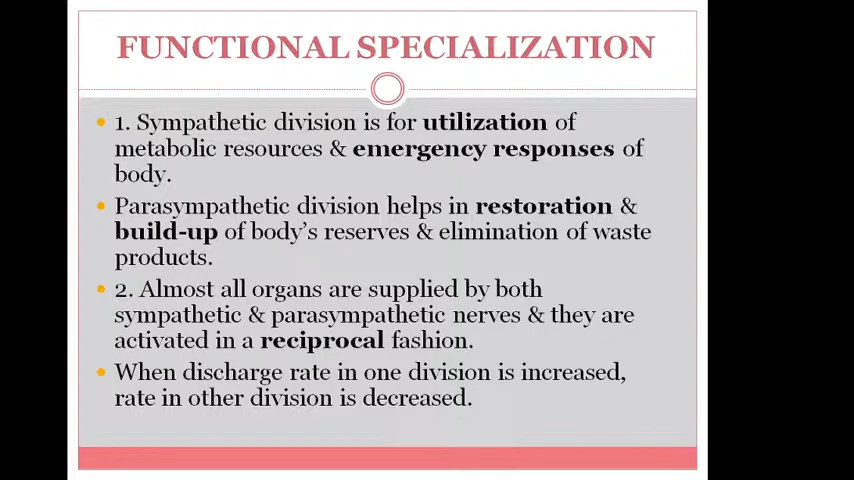 FUNCTIONAL SPECIALIZATION
• 1. Sympathetic division is for utilization of
metabolic resources & emergency responses of
body.
• Parasympathetic division helps in restoration &
build-up of body's reserves & elimination of waste
products.
• 2. Almost all organs are supplied by both
sympathetic & parasympathetic nerves & they are
activated in a reciprocal fashion.
• When discharge rate in one division is increased,
rate in other division is decreased.